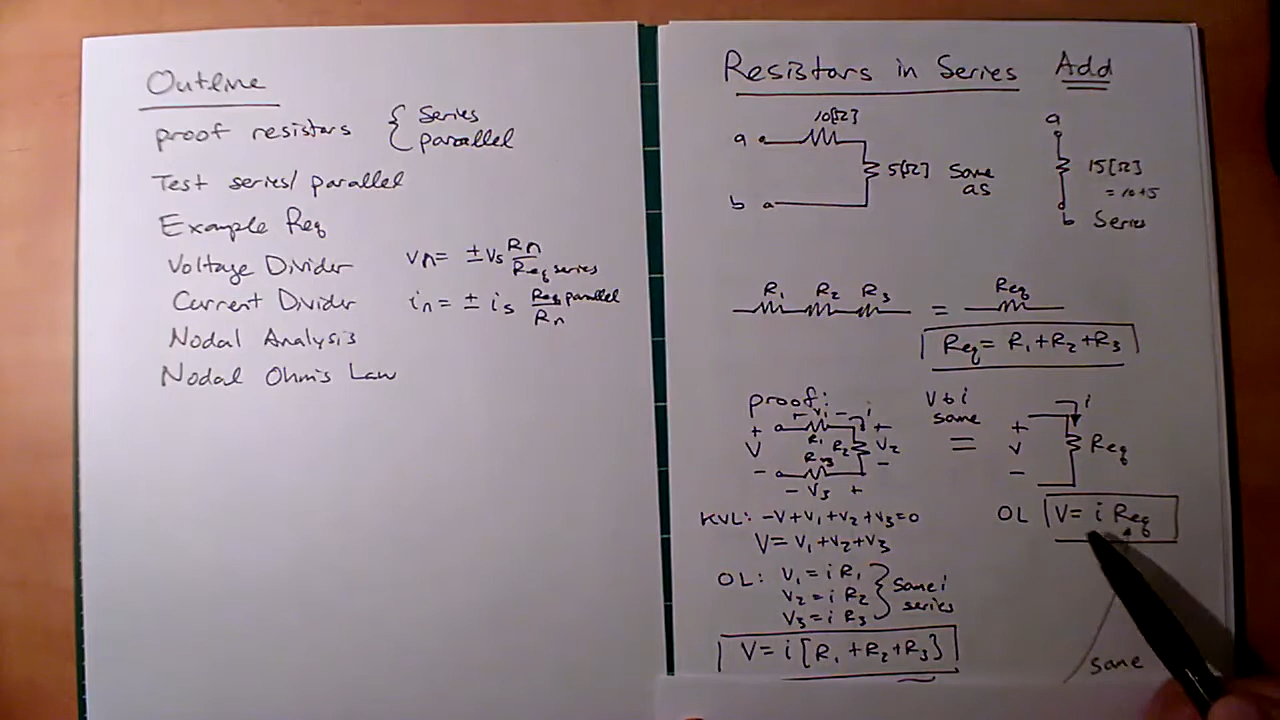 Outline
proof resistors { Series
parallel
Test series/parallel
Example Req
Voltage Divider vn = ± vs Rn / Req series
Current Divider in = ± is Req parallel / Rn
Nodal Analysis
Nodal Ohm's Law
Resistors in Series Add
10[Ω]
a
5[Ω]
b
Same as
a
15[Ω]
= 10+5
b Series
R1 R2 R3 = Req
Req = R1 + R2 + R3
proof:
+ V1 - i
+ V - R1 R2 R3 + V2 -
- V3 +
V & i same =
i
+ V - Req
KVL: -V+V1+V2+V3=0
V = V1+V2+V3
OL V = i Req
OL: V1 = i R1
V2 = i R2
V3 = i R3
} Same i series
V = i [R1 + R2 + R3]
same